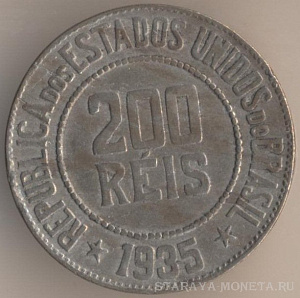 REPUBLICA DOS ESTADOS UNIDOS DO BRASIL
200
RÉIS
★ 1935 ★
STARAYA-MONETA.RU